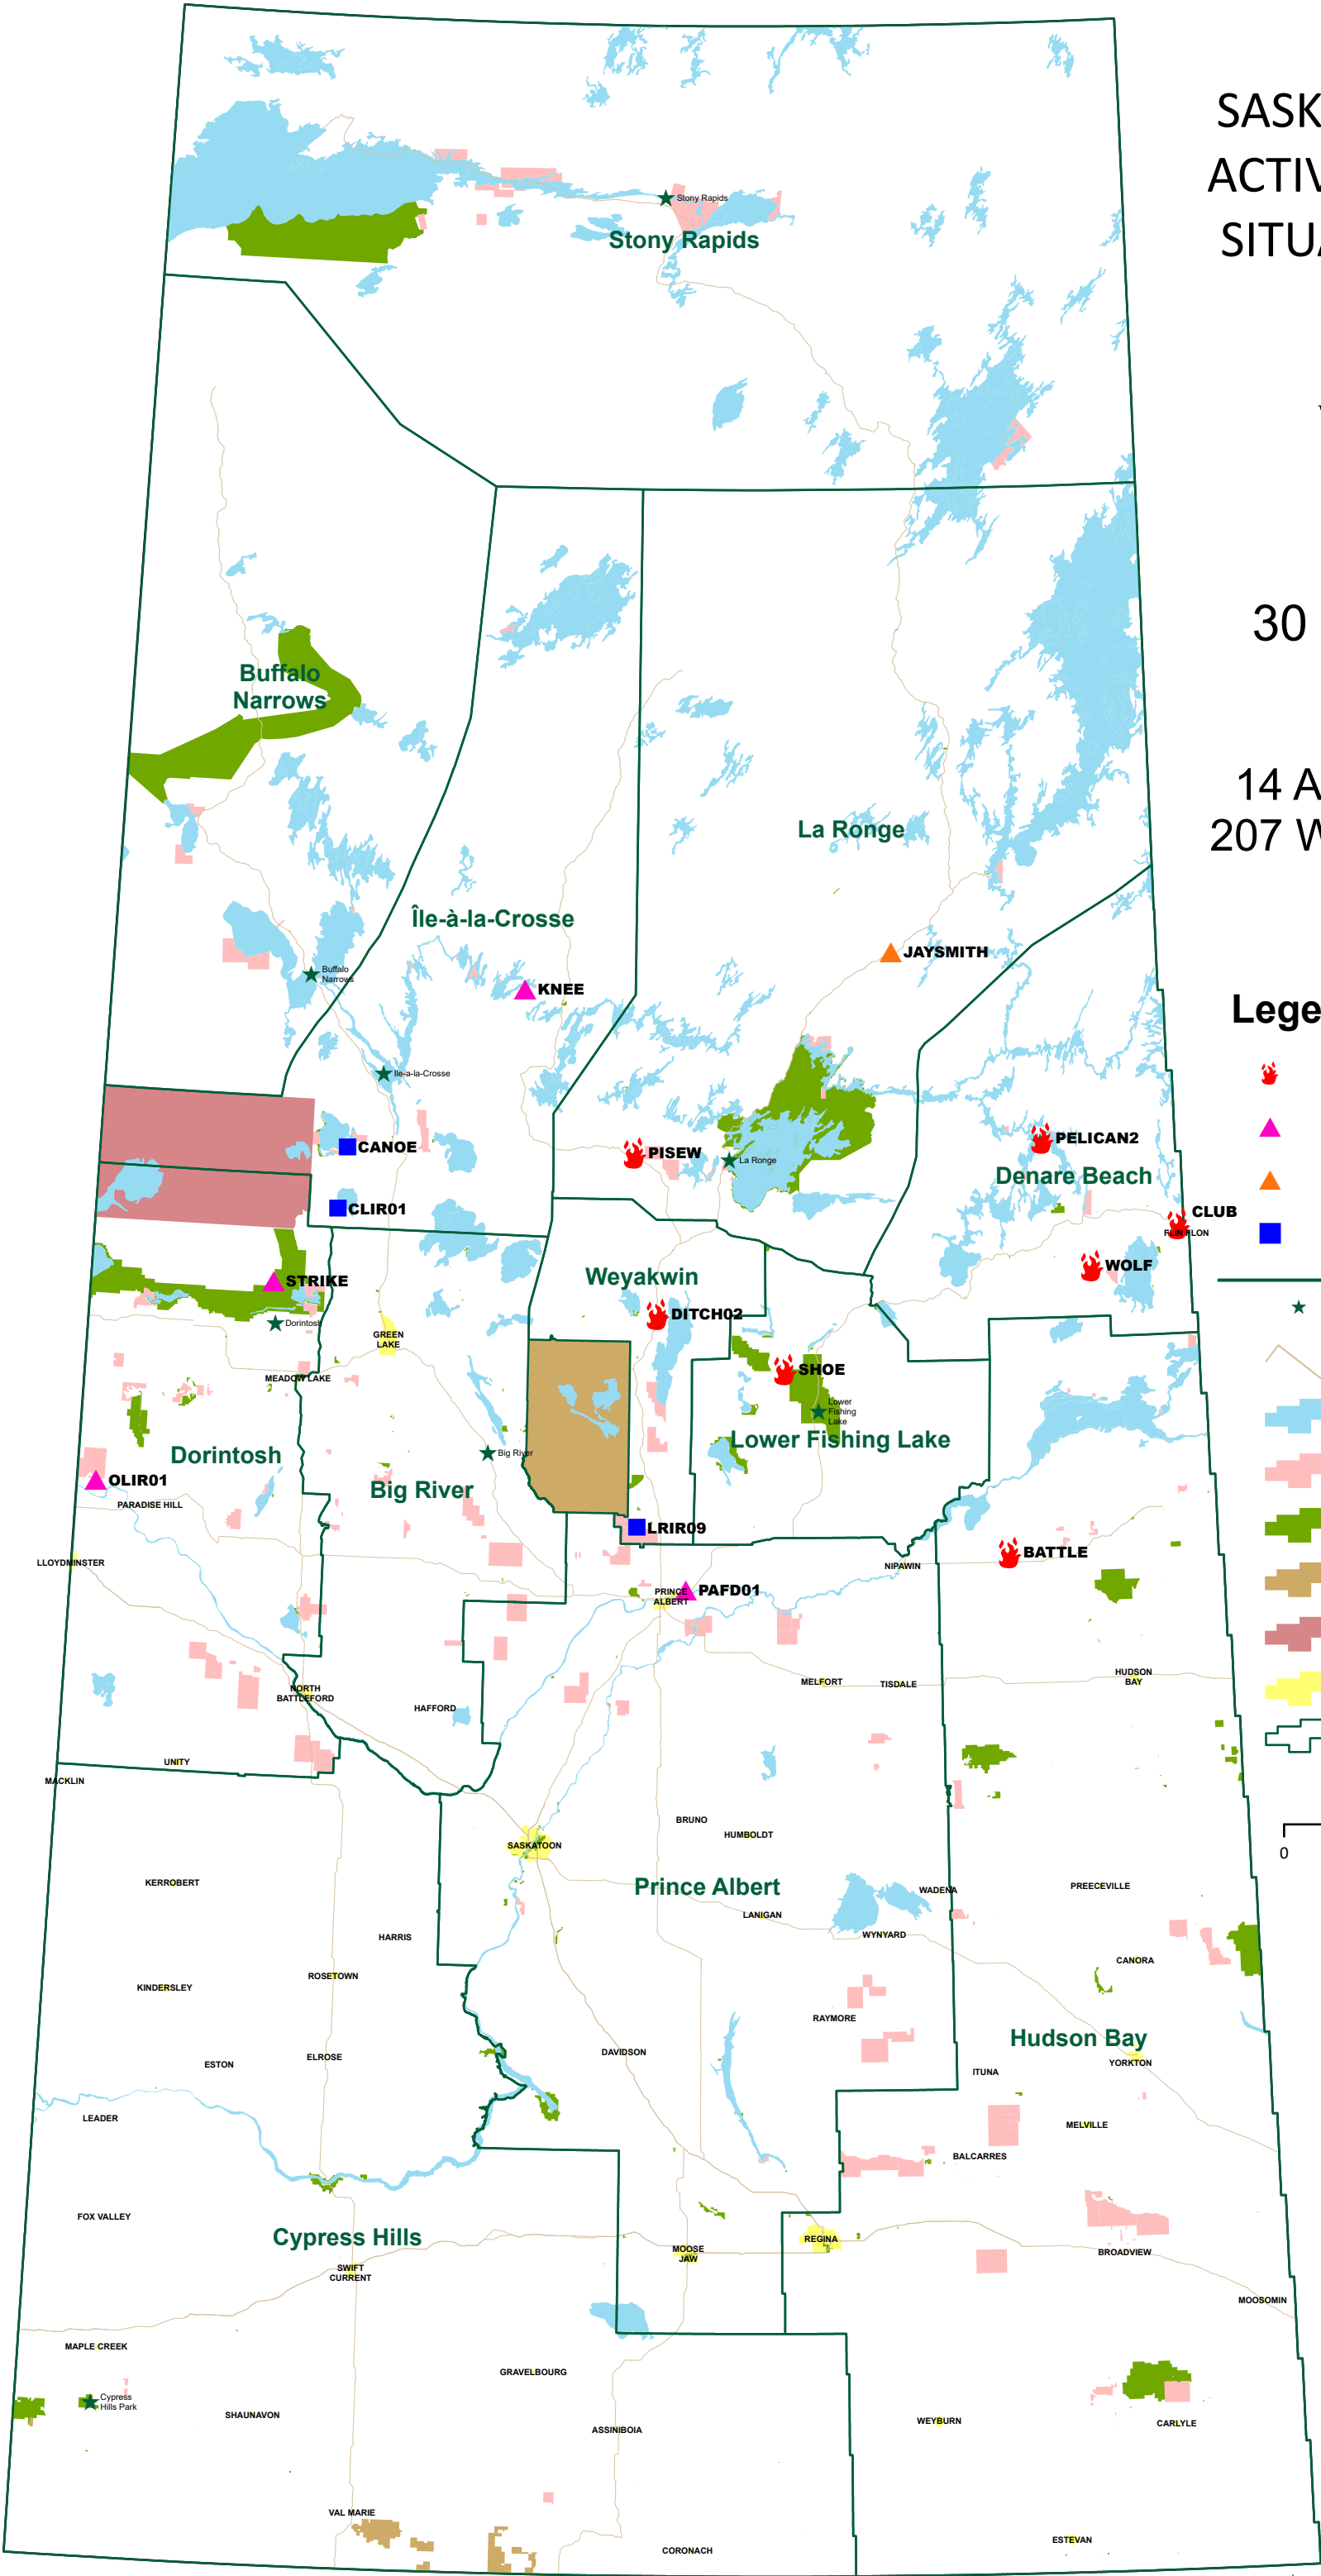 SASK
ACTIV
SITUA
Stony Rapids
Stony Rapids
30
Buffalo
Narrows
14 A
207 W
La Ronge
Île-à-la-Crosse
JAYSMITH
Buffalo
Narrows
KNEE
Lege
Ile-a-la-Crosse
CANOE
PISEW
La Ronge
PELICAN2
Denare Beach
CLIR01
CLUB
FLIN FLON
WOLF
STRIKE
Weyakwin
DITCH02
Dorintosh
GREEN
LAKE
MEADOW LAKE
SHOE
Lower
Fishing
Lake
Lower Fishing Lake
Dorintosh
Big River
OLIR01
Big River
PARADISE HILL
LRIR09
BATTLE
LLOYDMINSTER
NIPAWIN
PRINCE
ALBERT
PAFD01
MELFORT
TISDALE
HUDSON
BAY
NORTH
BATTLEFORD
HAFFORD
UNITY
MACKLIN
BRUNO
HUMBOLDT
SASKATOON
0
KERROBERT
Prince Albert
WADENA
PREECEVILLE
LANIGAN
HARRIS
WYNYARD
CANORA
ROSETOWN
KINDERSLEY
RAYMORE
Hudson Bay
DAVIDSON
ELROSE
ESTON
YORKTON
ITUNA
LEADER
MELVILLE
BALCARRES
FOX VALLEY
Cypress Hills
REGINA
MOOSE
JAW
BROADVIEW
SWIFT
CURRENT
MOOSOMIN
MAPLE CREEK
GRAVELBOURG
Cypress
Hills Park
SHAUNAVON
WEYBURN
CARLYLE
ASSINIBOIA
VAL MARIE
ESTEVAN
CORONACH